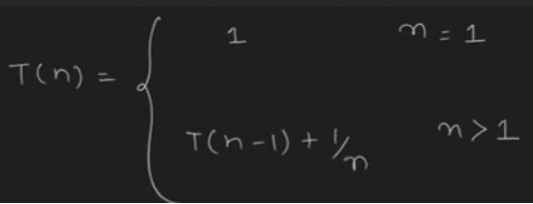 1 n = 1
T(n) =
T(n-1) + 1/n n > 1